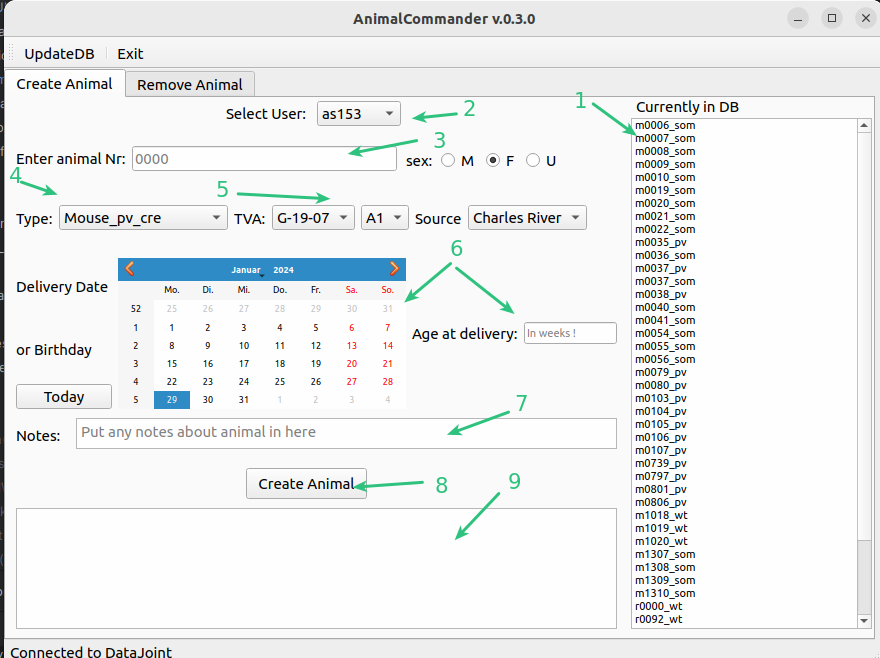 AnimalCommander v.0.3.0
UpdateDB Exit
Create Animal Remove Animal
Select User: as153 2
1 Currently in DB
3
Enter animal Nr: 0000 sex: M F U
4 5
Type: Mouse_pv_cre TVA: G-19-07 A1 Source Charles River
6
Delivery Date
or Birthday
Today
Januar 2024
Mo. Di. Mi. Do. Fr. Sa. So.
52 25 26 27 28 29 30 31
1 1 2 3 4 5 6 7
2 8 9 10 11 12 13 14
3 15 16 17 18 19 20 21
4 22 23 24 25 26 27 28
5 29 30 31 1 2 3 4
Age at delivery: In weeks !
7
Notes: Put any notes about animal in here
Create Animal 8 9
m0006_som
m0007_som
m0008_som
m0009_som
m0010_som
m0019_som
m0020_som
m0021_som
m0022_som
m0035_pv
m0036_som
m0037_pv
m0037_som
m0038_pv
m0040_som
m0041_som
m0054_som
m0055_som
m0056_som
m0079_pv
m0080_pv
m0103_pv
m0104_pv
m0105_pv
m0106_pv
m0107_pv
m0739_pv
m0797_pv
m0801_pv
m0806_pv
m1018_wt
m1019_wt
m1020_wt
m1307_som
m1308_som
m1309_som
m1310_som
r0000_wt
r0092_wt
Connected to DataJoint